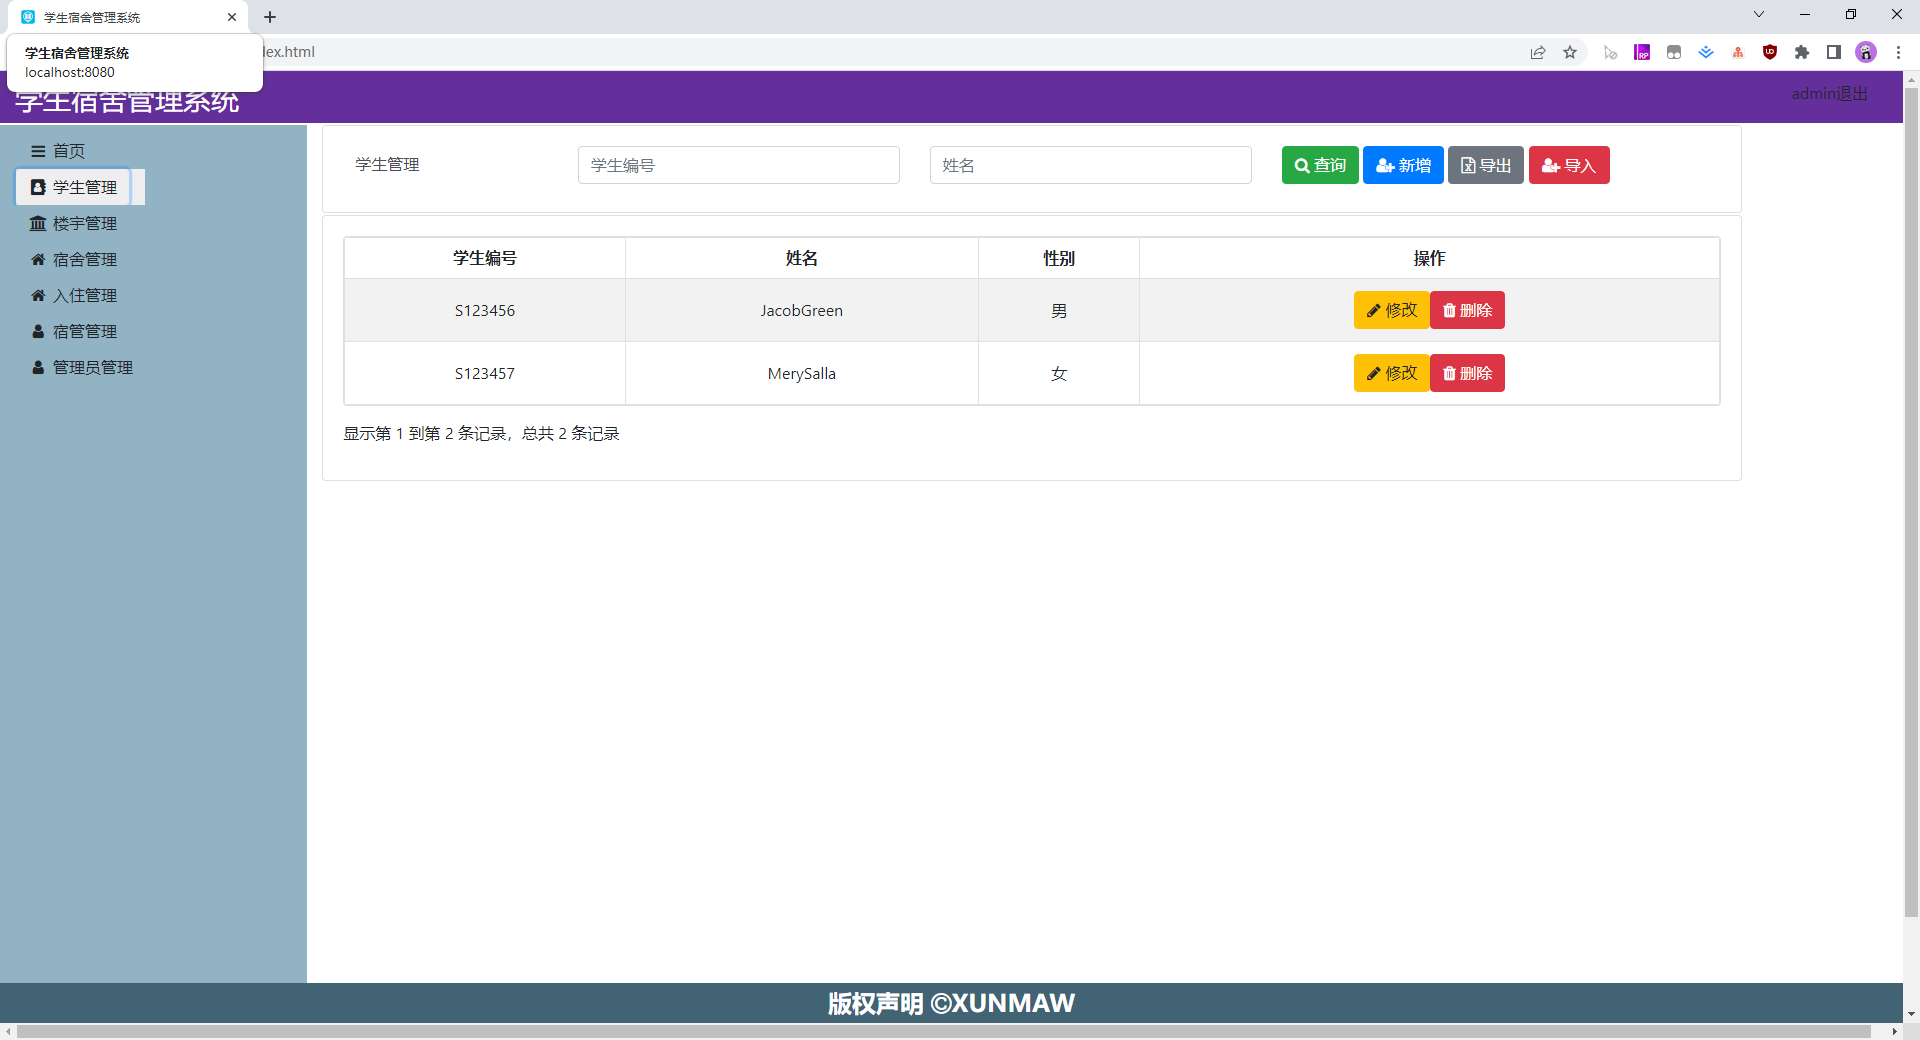 学生宿舍管理系统
学生宿舍管理系统
localhost:8080
dex.html
学生宿舍管理系统
admin退出
首页
学生管理
楼宇管理
宿舍管理
入住管理
宿管管理
管理员管理
学生管理 学生编号 姓名 查询 新增 导出 导入
学生编号 姓名 性别 操作
S123456 JacobGreen 男 修改 删除
S123457 MerySalla 女 修改 删除
显示第 1 到第 2 条记录，总共 2 条记录
版权声明 ©XUNMAW